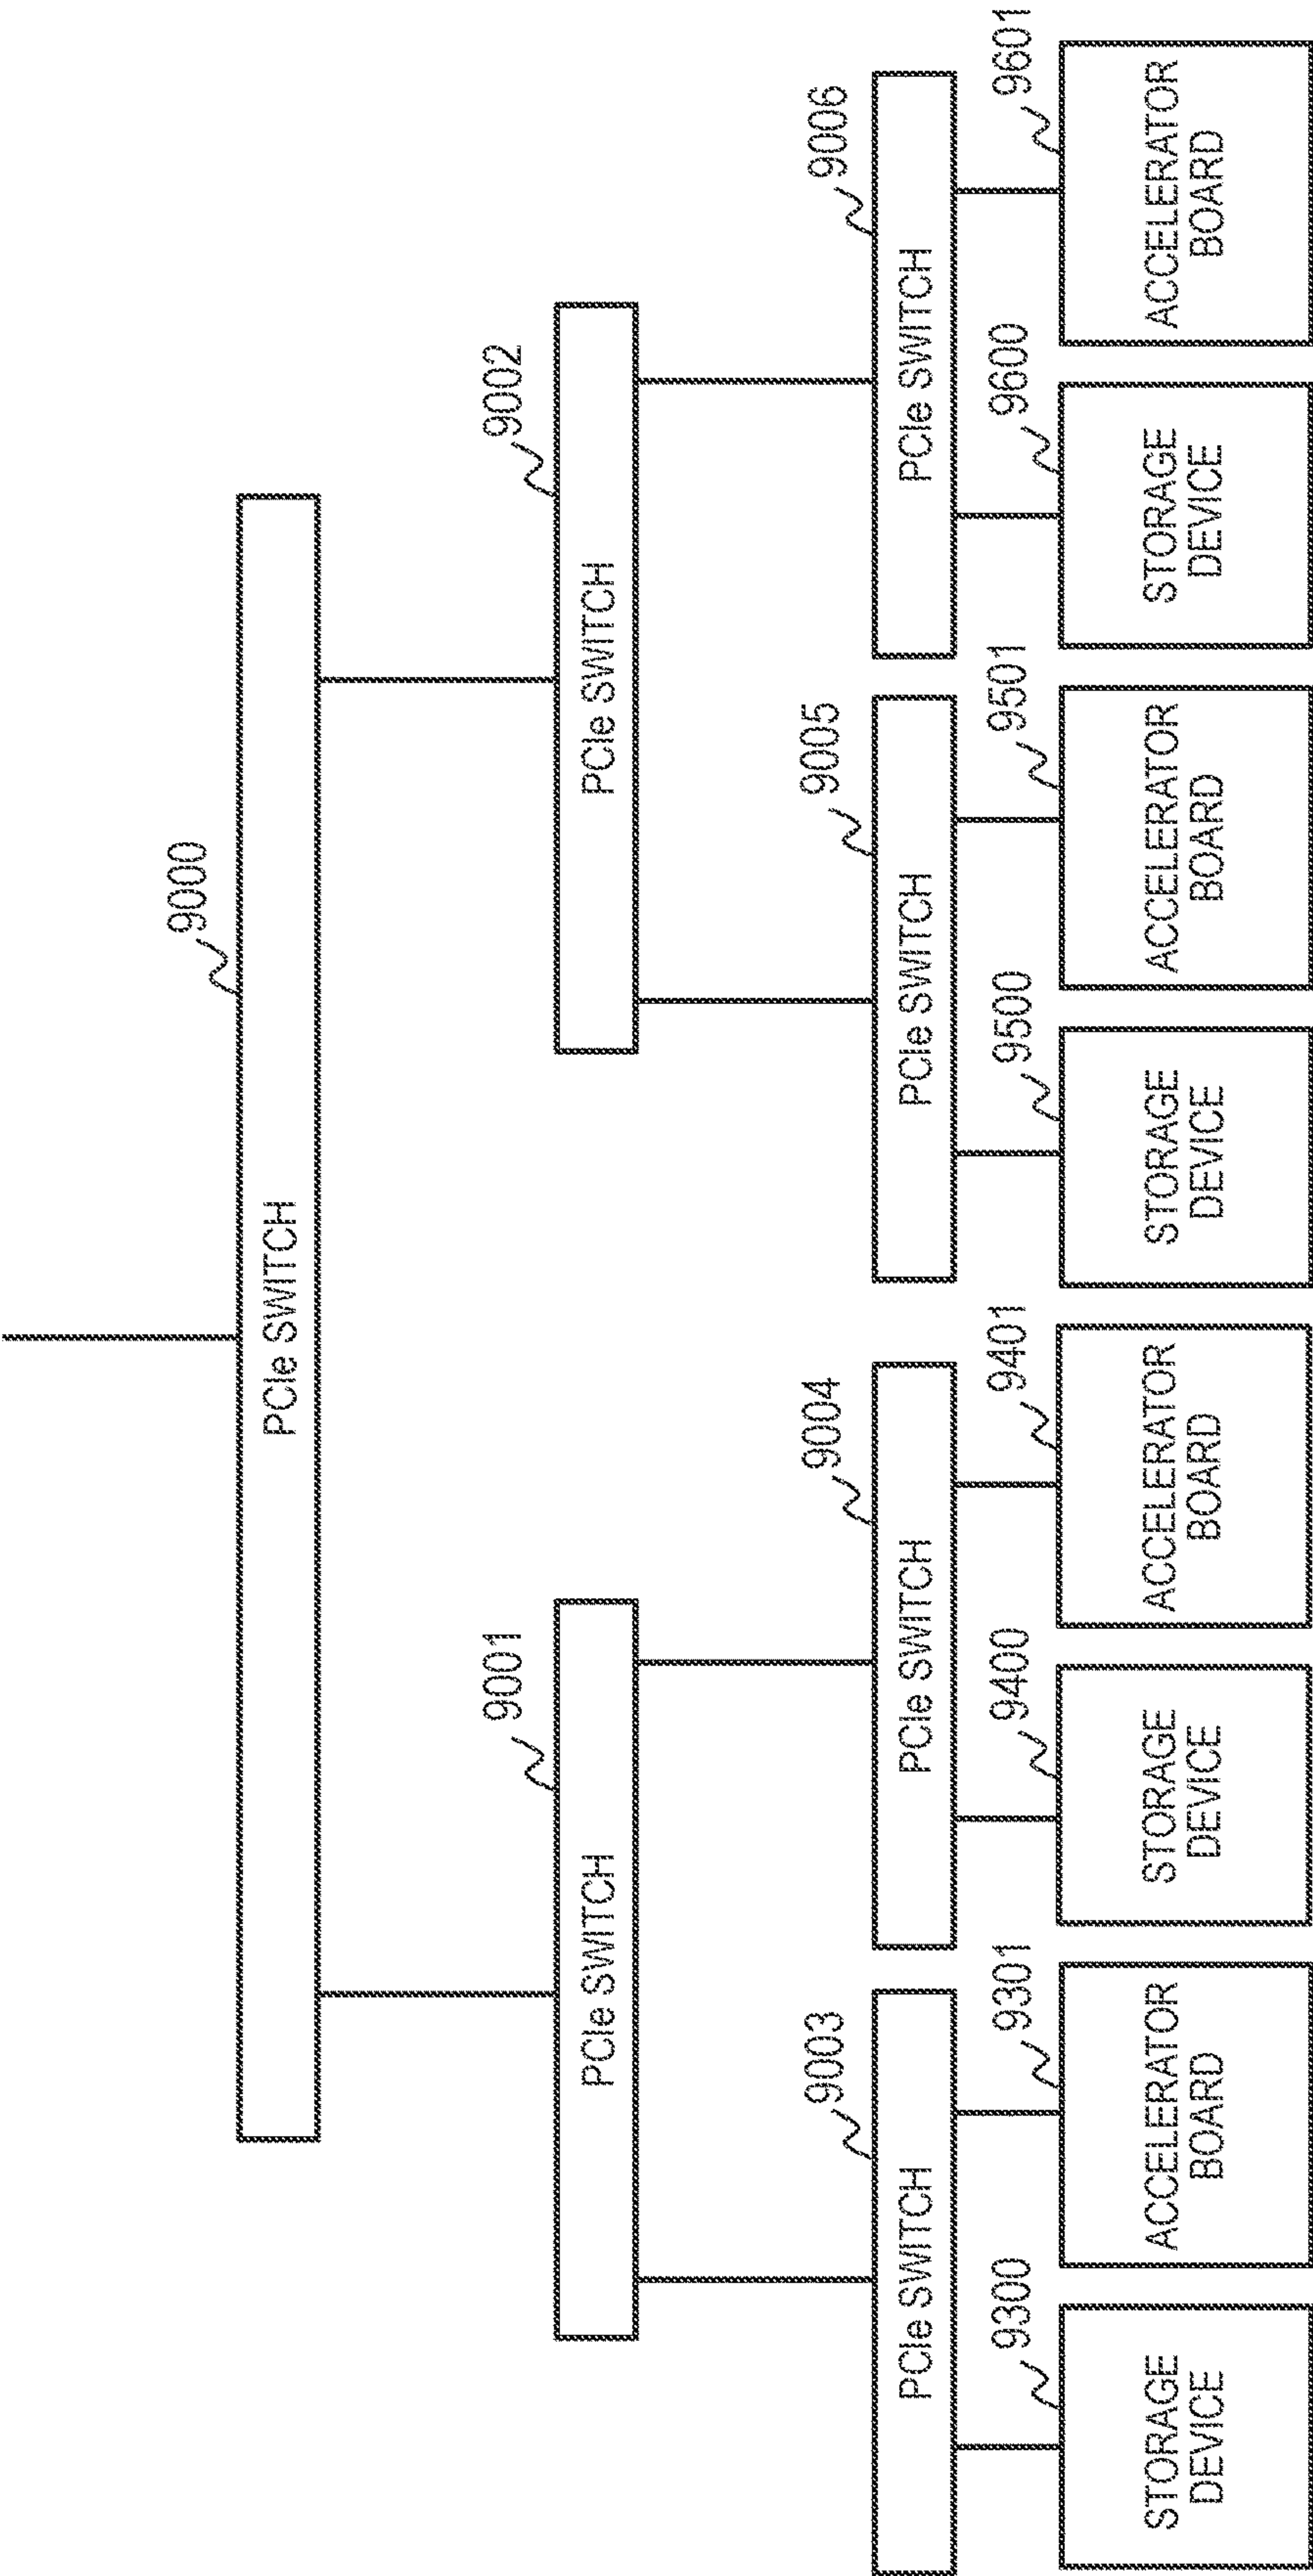 9000
PCIe SWITCH
9001
PCIe SWITCH
9002
PCIe SWITCH
9003
PCIe SWITCH
9004
PCIe SWITCH
9005
PCIe SWITCH
9006
PCIe SWITCH
9300
STORAGE
DEVICE
9301
ACCELERATOR
BOARD
9400
STORAGE
DEVICE
9401
ACCELERATOR
BOARD
9500
STORAGE
DEVICE
9501
ACCELERATOR
BOARD
9600
STORAGE
DEVICE
9601
ACCELERATOR
BOARD